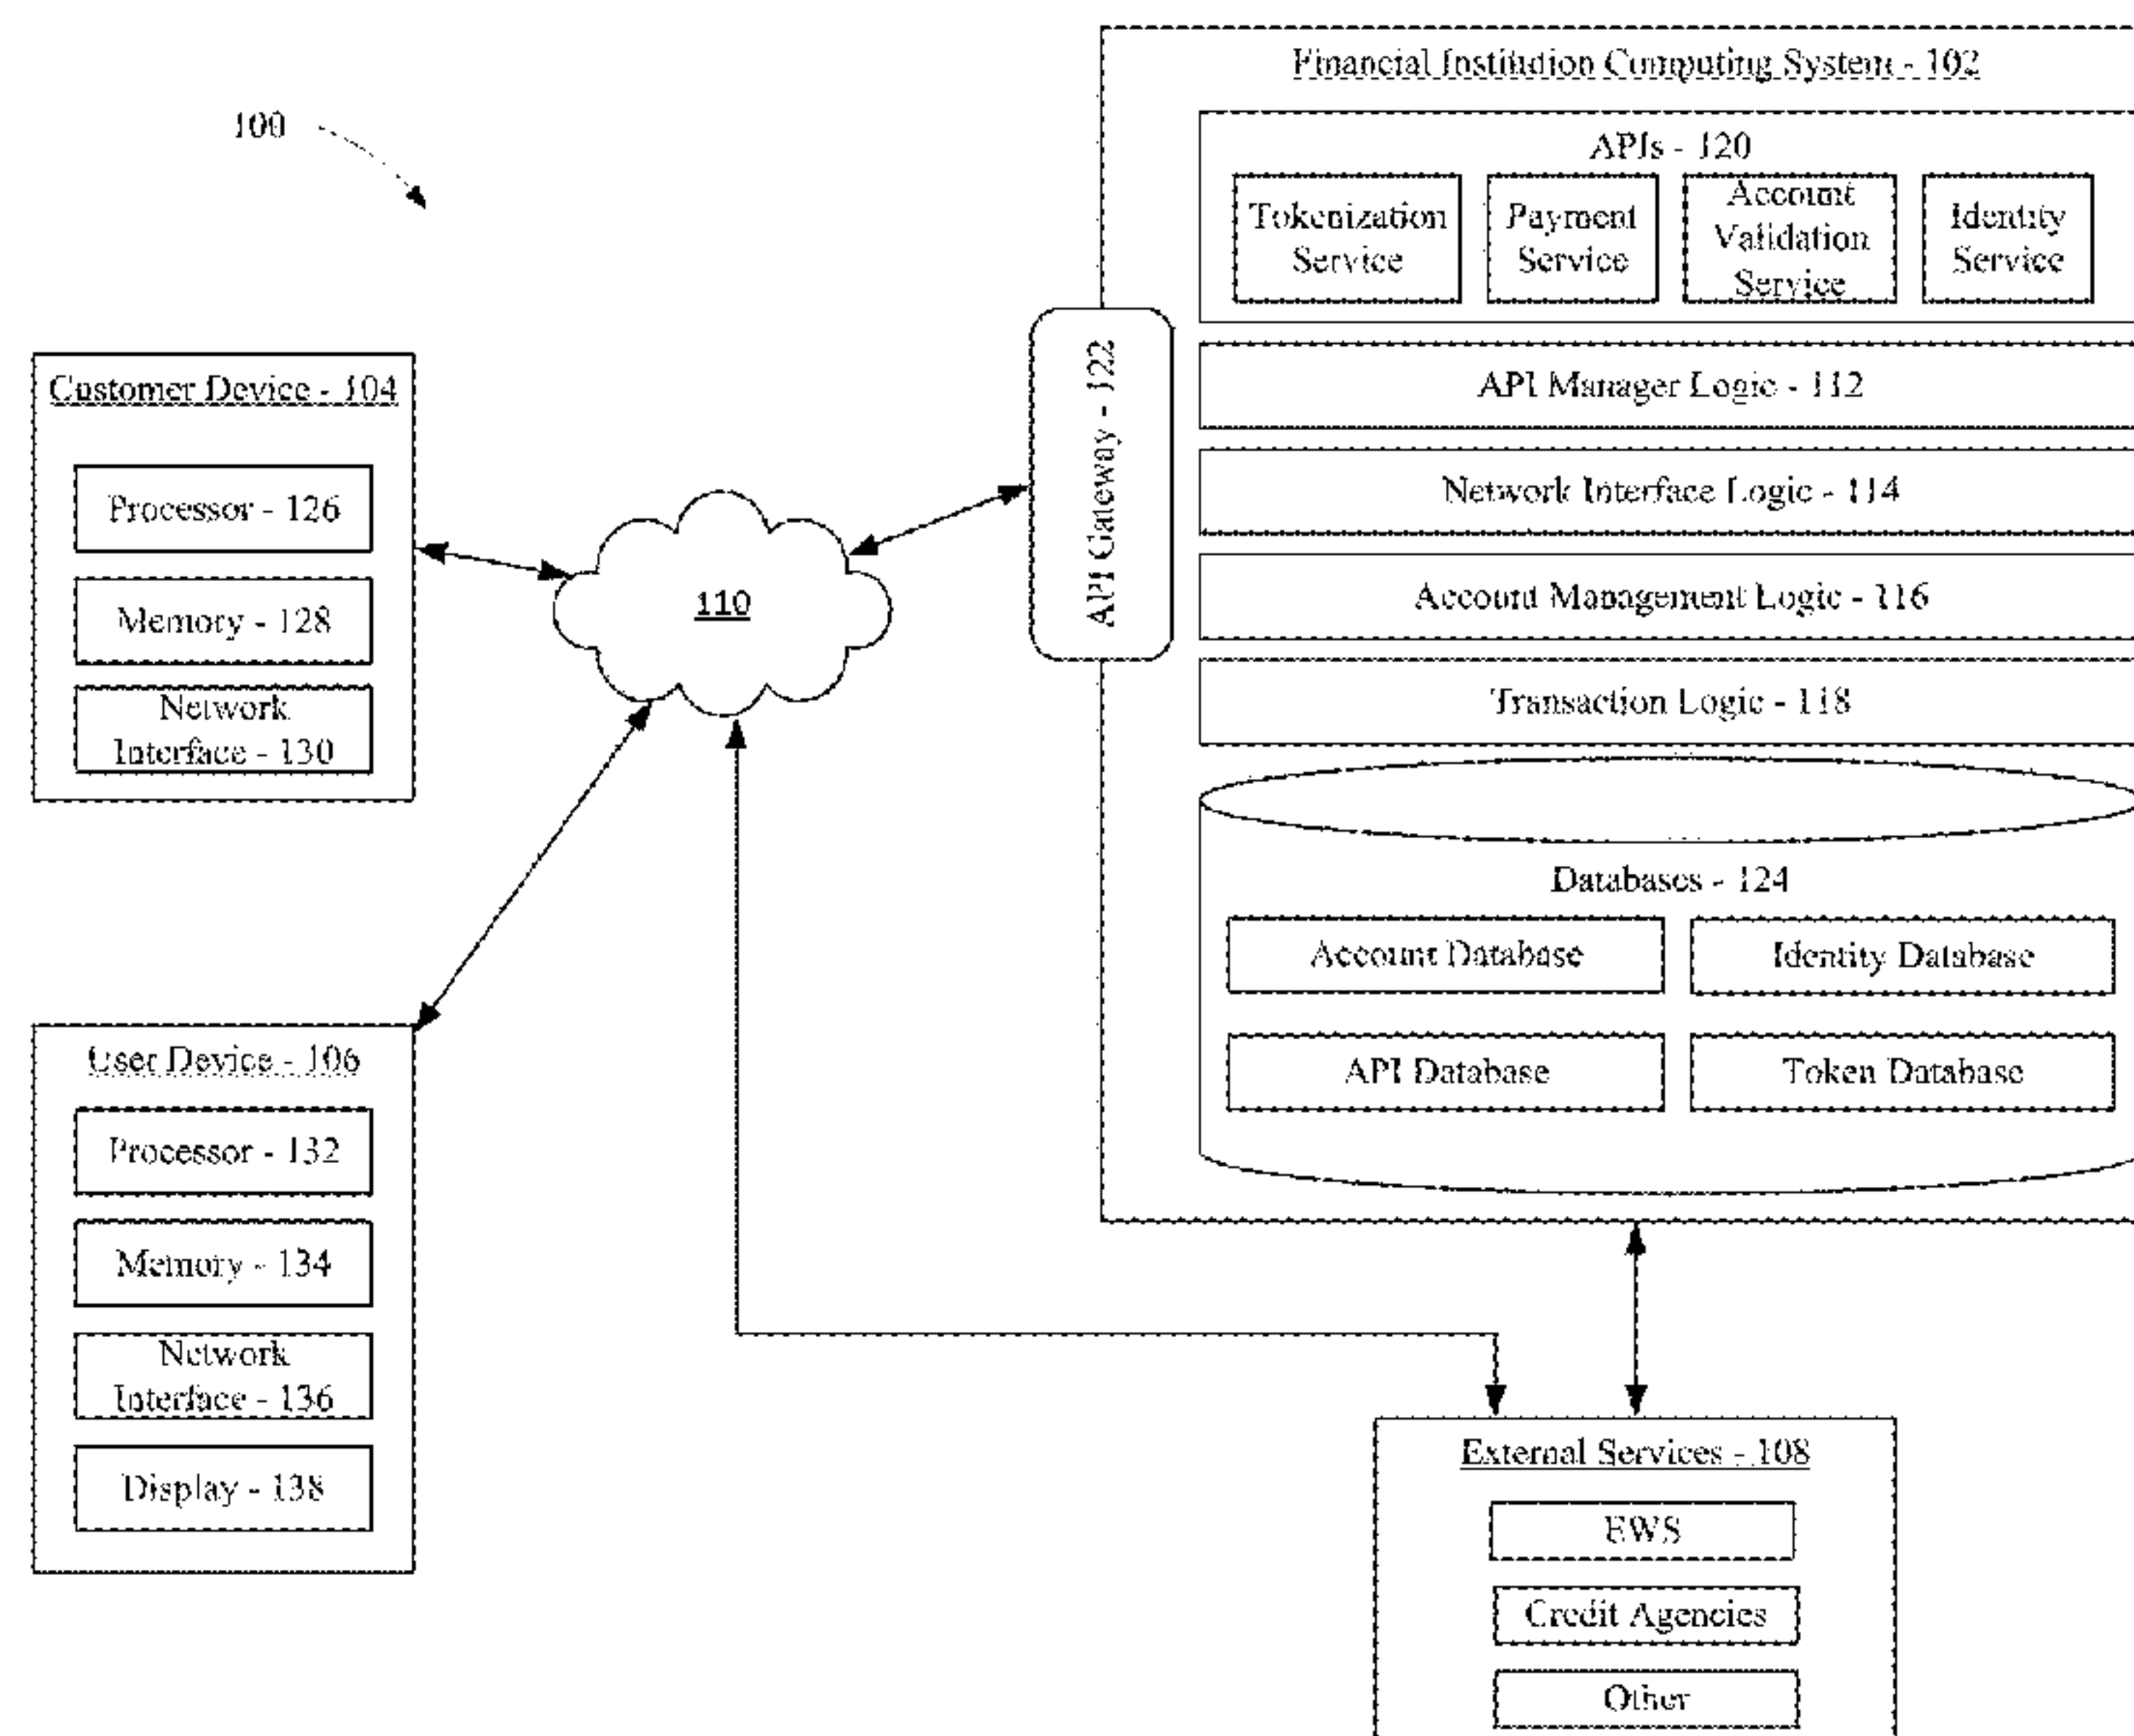 100
Financial Institution Computing System - 102
APIs - 120
Tokenization
Service
Payment
Service
Account
Validation
Service
Identity
Service
API Gateway - 122
API Manager Logic - 112
Network Interface Logic - 114
Account Management Logic - 116
Transaction Logic - 118
Databases - 124
Account Database
Identity Database
API Database
Token Database
Customer Device - 104
Processor - 126
Memory - 128
Network
Interface - 130
110
User Device - 106
Processor - 132
Memory - 134
Network
Interface - 136
Display - 138
External Services - 108
EWS
Credit Agencies
Other